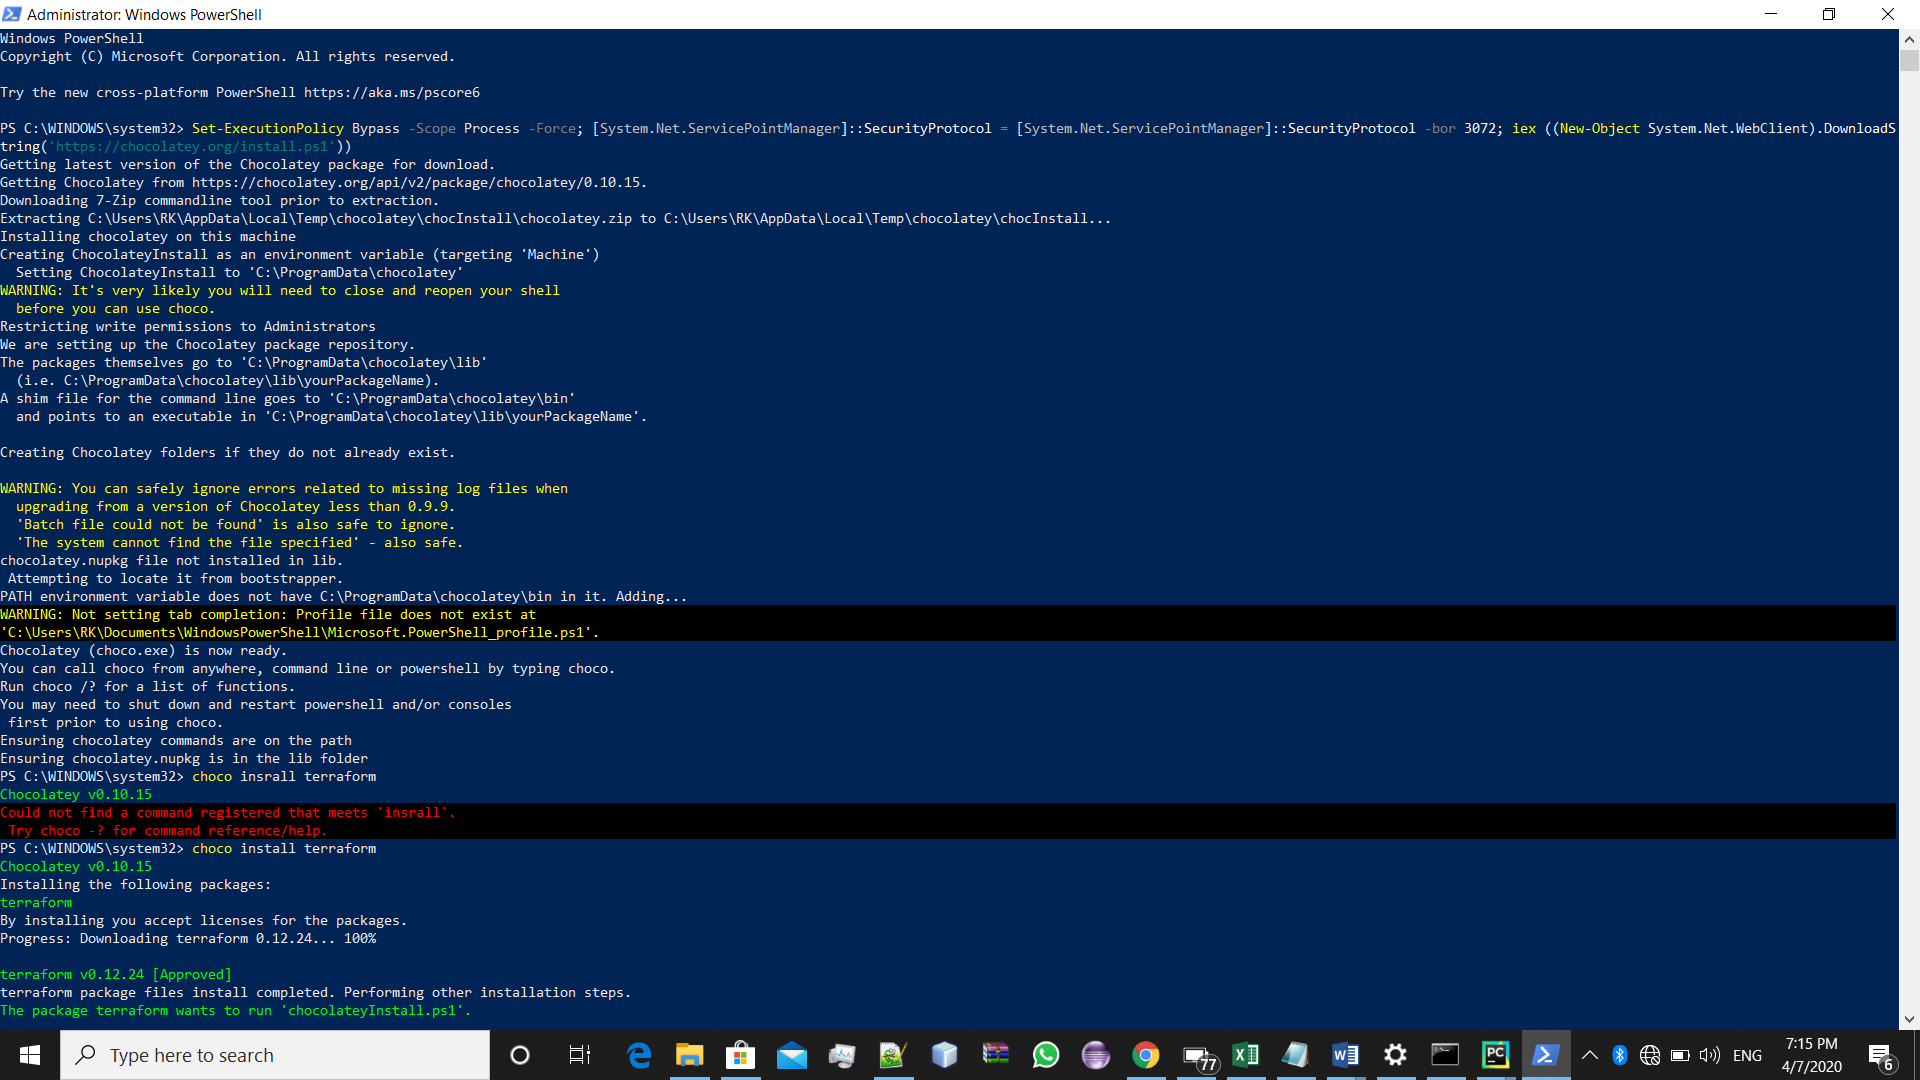 Administrator: Windows PowerShell
Windows PowerShell
Copyright (C) Microsoft Corporation. All rights reserved.
Try the new cross-platform PowerShell https://aka.ms/pscore6
PS C:\WINDOWS\system32> Set-ExecutionPolicy Bypass -Scope Process -Force; [System.Net.ServicePointManager]::SecurityProtocol = [System.Net.ServicePointManager]::SecurityProtocol -bor 3072; iex ((New-Object System.Net.WebClient).DownloadS
tring('https://chocolatey.org/install.ps1'))
Getting latest version of the Chocolatey package for download.
Getting Chocolatey from https://chocolatey.org/api/v2/package/chocolatey/0.10.15.
Downloading 7-Zip commandline tool prior to extraction.
Extracting C:\Users\RK\AppData\Local\Temp\chocolatey\chocInstall\chocolatey.zip to C:\Users\RK\AppData\Local\Temp\chocolatey\chocInstall...
Installing chocolatey on this machine
Creating ChocolateyInstall as an environment variable (targeting 'Machine')
  Setting ChocolateyInstall to 'C:\ProgramData\chocolatey'
WARNING: It's very likely you will need to close and reopen your shell
  before you can use choco.
Restricting write permissions to Administrators
We are setting up the Chocolatey package repository.
The packages themselves go to 'C:\ProgramData\chocolatey\lib'
  (i.e. C:\ProgramData\chocolatey\lib\yourPackageName).
A shim file for the command line goes to 'C:\ProgramData\chocolatey\bin'
  and points to an executable in 'C:\ProgramData\chocolatey\lib\yourPackageName'.
Creating Chocolatey folders if they do not already exist.
WARNING: You can safely ignore errors related to missing log files when
  upgrading from a version of Chocolatey less than 0.9.9.
  'Batch file could not be found' is also safe to ignore.
  'The system cannot find the file specified' - also safe.
chocolatey.nupkg file not installed in lib.
 Attempting to locate it from bootstrapper.
PATH environment variable does not have C:\ProgramData\chocolatey\bin in it. Adding...
WARNING: Not setting tab completion: Profile file does not exist at
'C:\Users\RK\Documents\WindowsPowerShell\Microsoft.PowerShell_profile.ps1'.
Chocolatey (choco.exe) is now ready.
You can call choco from anywhere, command line or powershell by typing choco.
Run choco /? for a list of functions.
You may need to shut down and restart powershell and/or consoles
 first prior to using choco.
Ensuring chocolatey commands are on the path
Ensuring chocolatey.nupkg is in the lib folder
PS C:\WINDOWS\system32> choco insrall terraform
Chocolatey v0.10.15
Could not find a command registered that meets 'insrall'.
 Try choco -? for command reference/help.
PS C:\WINDOWS\system32> choco install terraform
Chocolatey v0.10.15
Installing the following packages:
terraform
By installing you accept licenses for the packages.
Progress: Downloading terraform 0.12.24... 100%
terraform v0.12.24 [Approved]
terraform package files install completed. Performing other installation steps.
The package terraform wants to run 'chocolateyInstall.ps1'.
Type here to search
77
PC
ENG
7:15 PM
4/7/2020
6